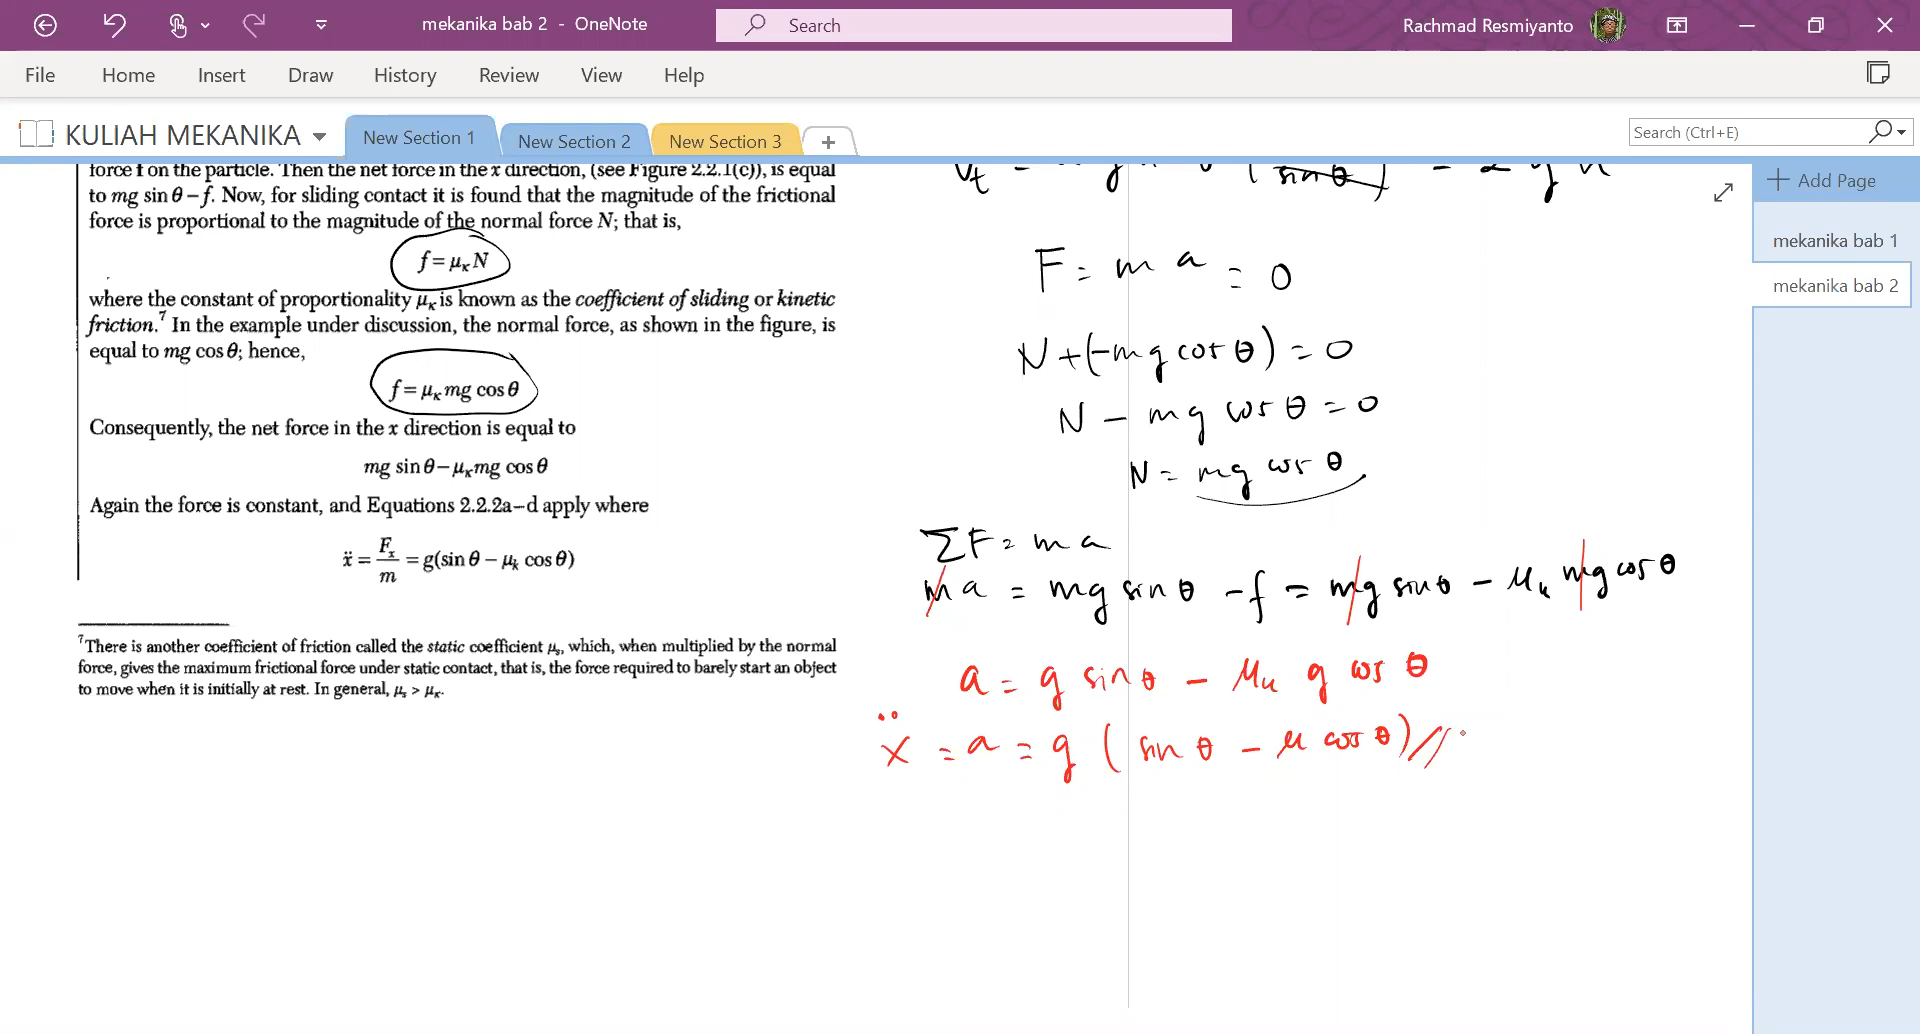 mekanika bab 2 - OneNote
Search
Rachmad Resmiyanto
File Home Insert Draw History Review View Help
KULIAH MEKANIKA
New Section 1
New Section 2
New Section 3
+
Search (Ctrl+E)
Add Page
mekanika bab 1
mekanika bab 2
force f on the particle. Then the net force in the x direction, (see Figure 2.2.1(c)), is equal
to mg sin θ – f. Now, for sliding contact it is found that the magnitude of the frictional
force is proportional to the magnitude of the normal force N; that is,
f = μₖN
where the constant of proportionality μₖ is known as the coefficient of sliding or kinetic
friction.⁷ In the example under discussion, the normal force, as shown in the figure, is
equal to mg cos θ; hence,
f = μₖ mg cos θ
Consequently, the net force in the x direction is equal to
mg sin θ – μₖmg cos θ
Again the force is constant, and Equations 2.2.2a–d apply where
ẍ = Fₓ/m = g(sin θ – μₖ cos θ)
⁷There is another coefficient of friction called the static coefficient μₛ, which, when multiplied by the normal
force, gives the maximum frictional force under static contact, that is, the force required to barely start an object
to move when it is initially at rest. In general, μₛ > μₖ.
F = m a = 0
N + (-mg cos θ) = 0
N - mg cos θ = 0
N = mg cos θ
ΣF = ma
ma = mg sin θ - f = mg sin θ - μₖ mg cos θ
a = g sin θ - μₖ g cos θ
ẍ = a = g (sin θ - μ cos θ) //